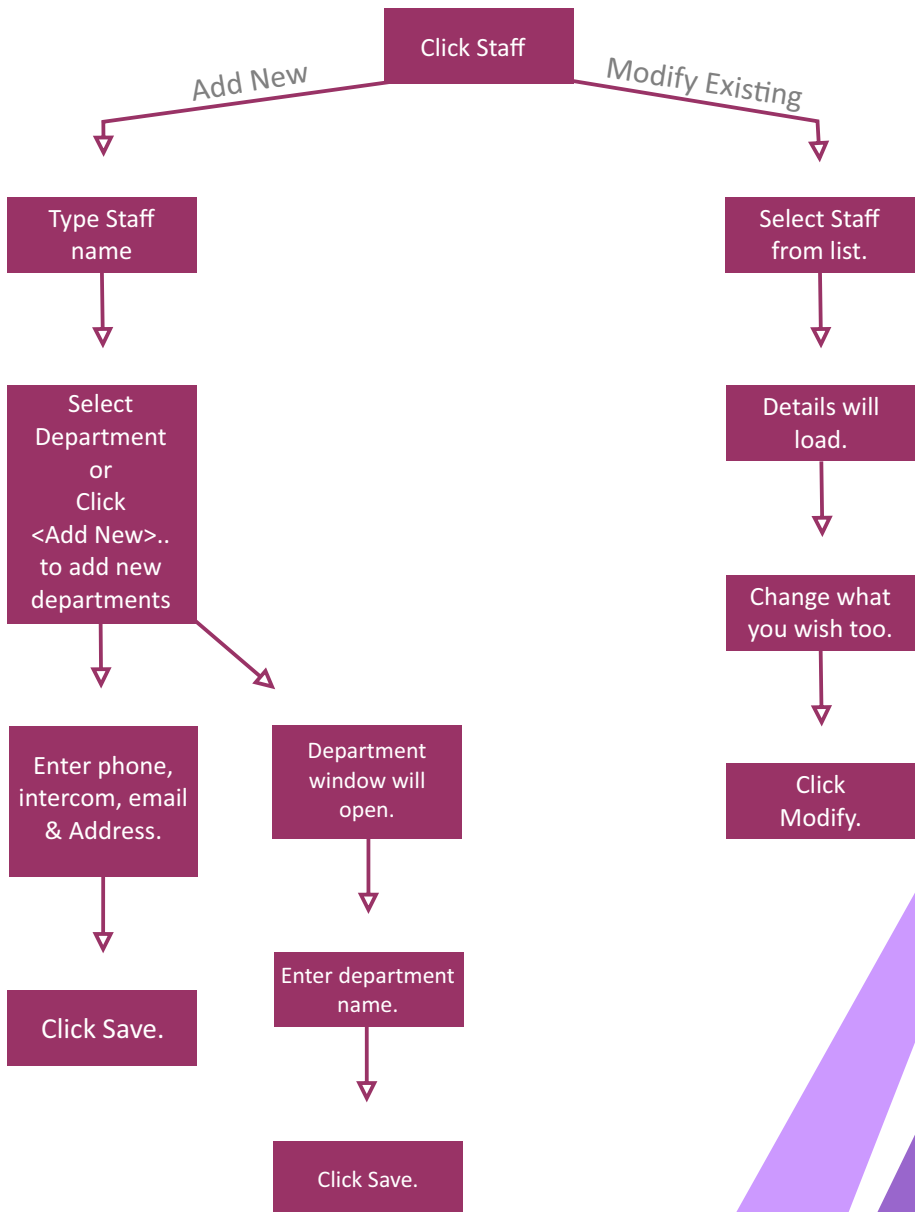 Click Staff
Add New
Modify Existing
Type Staff
name
Select Staff
from list.
Select
Department
or
Click
<Add New>..
to add new
departments
Details will
load.
Change what
you wish too.
Enter phone,
intercom, email
& Address.
Department
window will
open.
Click
Modify.
Enter department
name.
Click Save.
Click Save.